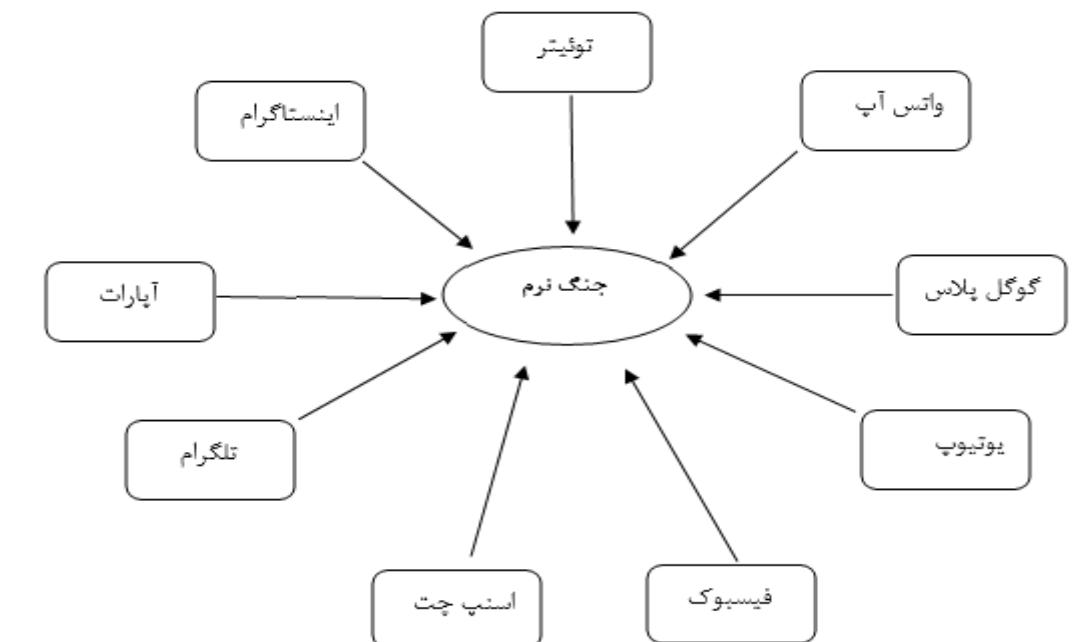 توئیتر
واتس آپ
اینستاگرام
گوگل پلاس
جنگ نرم
آپارات
یوتیوپ
تلگرام
فیسبوک
اسنپ چت